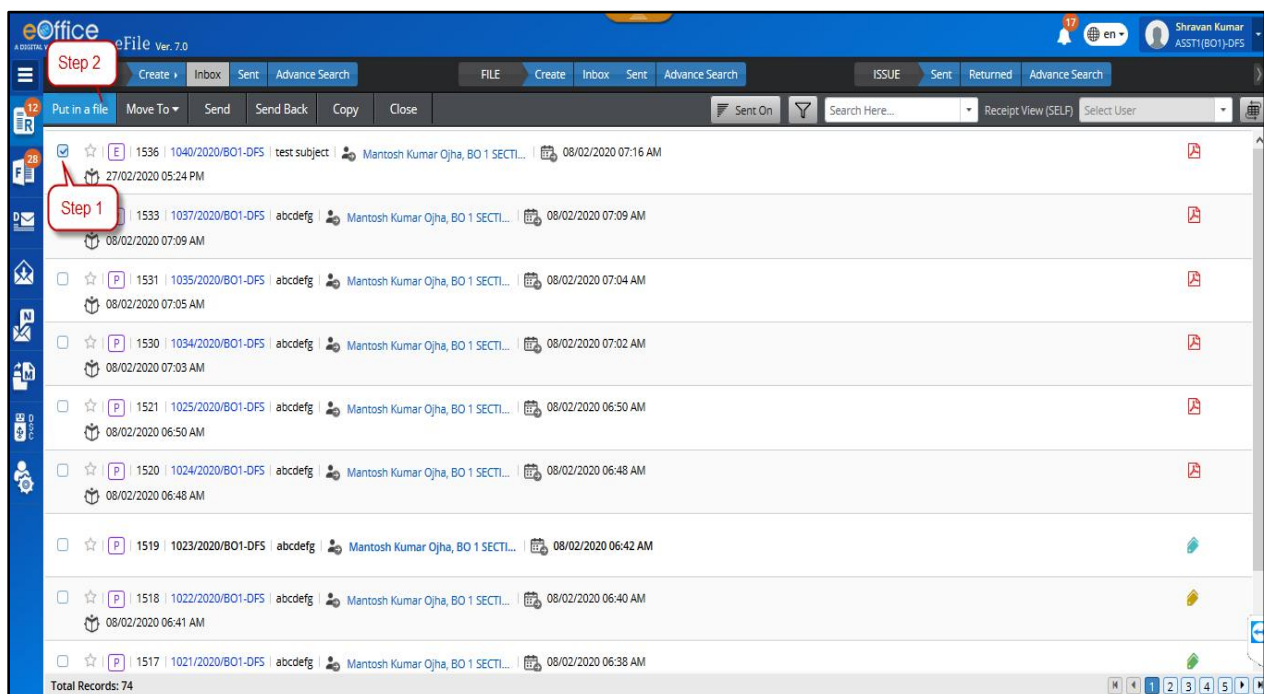 eOffice
eFile Ver. 7.0
17
en
Shravan Kumar
ASST1(BO1)-DFS
Step 2
Create Inbox Sent Advance Search
FILE Create Inbox Sent Advance Search
ISSUE Sent Returned Advance Search
Put in a file Move To Send Send Back Copy Close
Sent On Search Here... Receipt View (SELF) Select User
12
R
28
F
D
N
M
DSC
E 1536 1040/2020/BO1-DFS test subject Mantosh Kumar Ojha, BO 1 SECTI... 08/02/2020 07:16 AM
27/02/2020 05:24 PM
Step 1
1533 1037/2020/BO1-DFS abcdefg Mantosh Kumar Ojha, BO 1 SECTI... 08/02/2020 07:09 AM
08/02/2020 07:09 AM
P 1531 1035/2020/BO1-DFS abcdefg Mantosh Kumar Ojha, BO 1 SECTI... 08/02/2020 07:04 AM
08/02/2020 07:05 AM
P 1530 1034/2020/BO1-DFS abcdefg Mantosh Kumar Ojha, BO 1 SECTI... 08/02/2020 07:02 AM
08/02/2020 07:03 AM
P 1521 1025/2020/BO1-DFS abcdefg Mantosh Kumar Ojha, BO 1 SECTI... 08/02/2020 06:50 AM
08/02/2020 06:50 AM
P 1520 1024/2020/BO1-DFS abcdefg Mantosh Kumar Ojha, BO 1 SECTI... 08/02/2020 06:48 AM
08/02/2020 06:48 AM
P 1519 1023/2020/BO1-DFS abcdefg Mantosh Kumar Ojha, BO 1 SECTI... 08/02/2020 06:42 AM
P 1518 1022/2020/BO1-DFS abcdefg Mantosh Kumar Ojha, BO 1 SECTI... 08/02/2020 06:40 AM
08/02/2020 06:41 AM
P 1517 1021/2020/BO1-DFS abcdefg Mantosh Kumar Ojha, BO 1 SECTI... 08/02/2020 06:38 AM
Total Records: 74
1 2 3 4 5